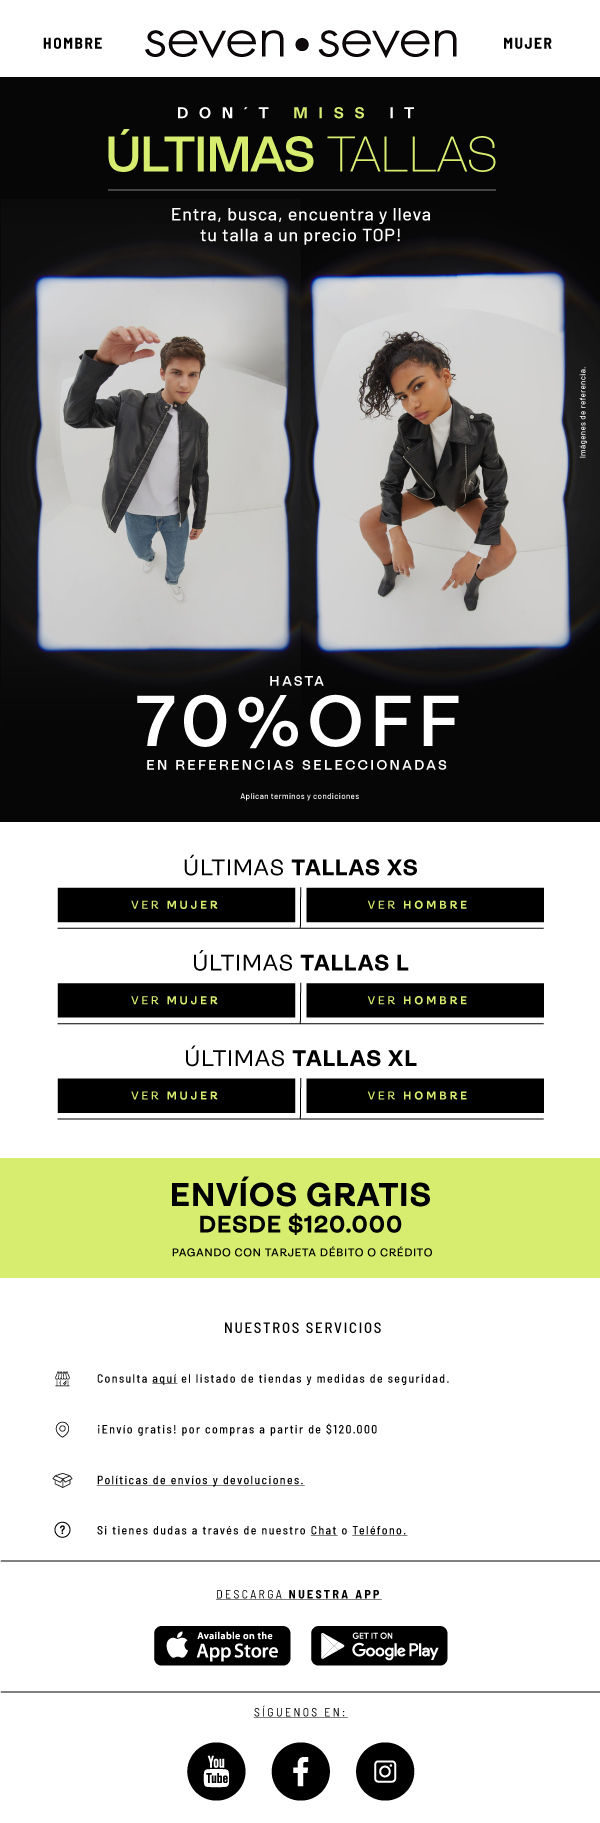 HOMBRE
seven•seven
MUJER
DON´T MISS IT
ÚLTIMAS TALLAS
Entra, busca, encuentra y lleva
tu talla a un precio TOP!
Imágenes de referencia.
HASTA
70%OFF
EN REFERENCIAS SELECCIONADAS
Aplican terminos y condiciones
ÚLTIMAS TALLAS XS
VER MUJER
VER HOMBRE
ÚLTIMAS TALLAS L
VER MUJER
VER HOMBRE
ÚLTIMAS TALLAS XL
VER MUJER
VER HOMBRE
ENVÍOS GRATIS
DESDE $120.000
PAGANDO CON TARJETA DÉBITO O CRÉDITO
NUESTROS SERVICIOS
Consulta aquí el listado de tiendas y medidas de seguridad.
¡Envío gratis! por compras a partir de $120.000
Políticas de envíos y devoluciones.
Si tienes dudas a través de nuestro Chat o Teléfono.
DESCARGA NUESTRA APP
Available on the
App Store
GET IT ON
Google Play
SÍGUENOS EN:
You
Tube